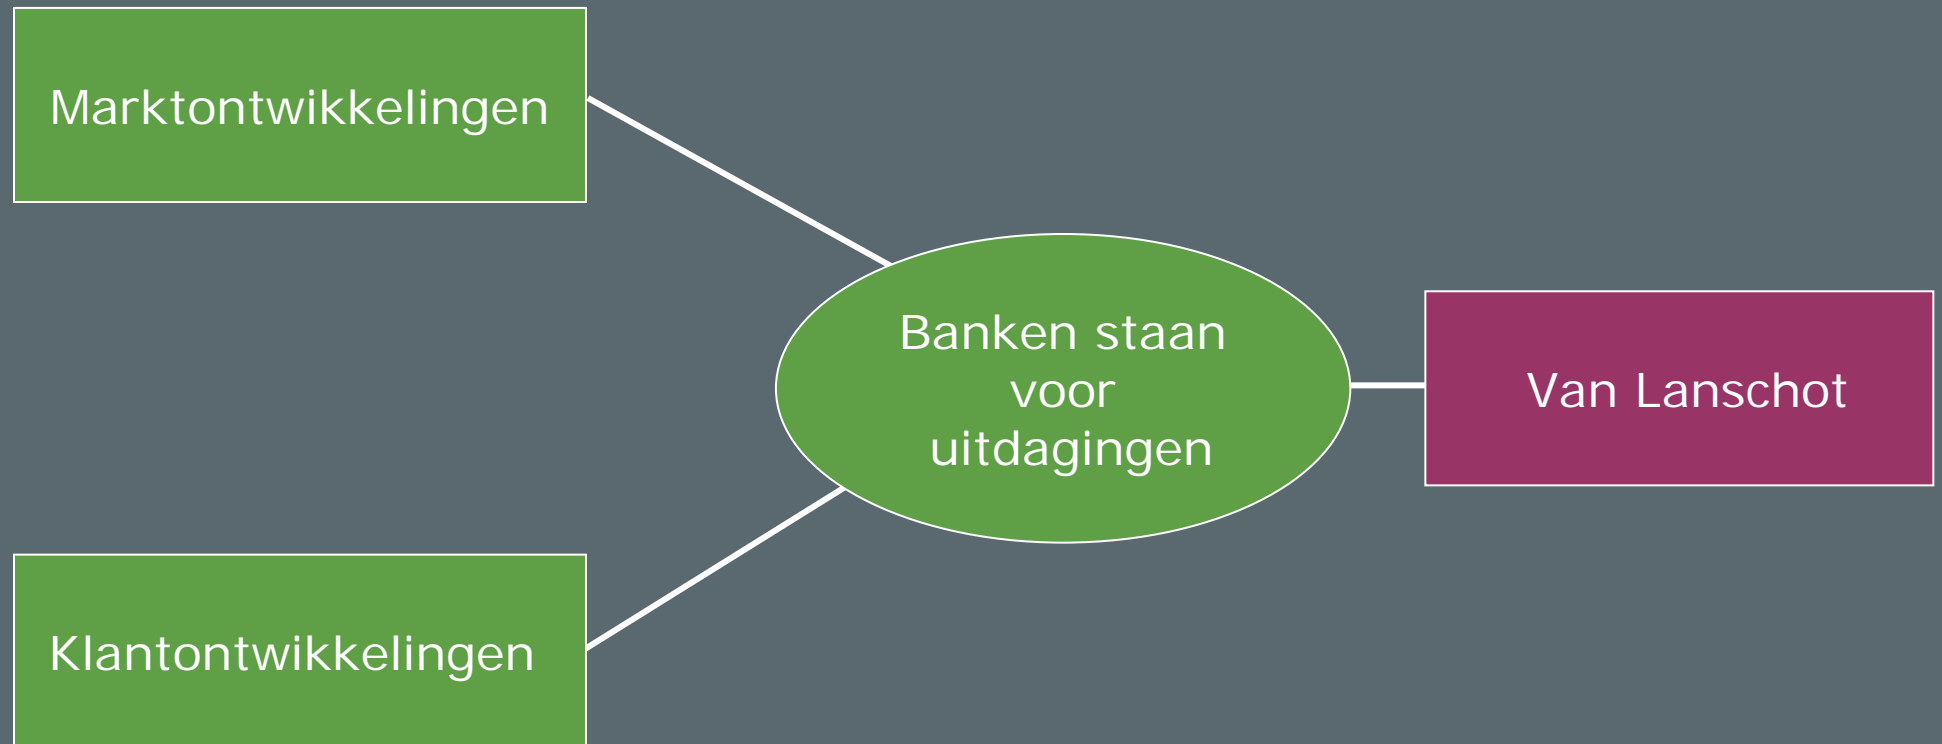 Marktontwikkelingen
Banken staan
voor
uitdagingen
Van Lanschot
Klantontwikkelingen